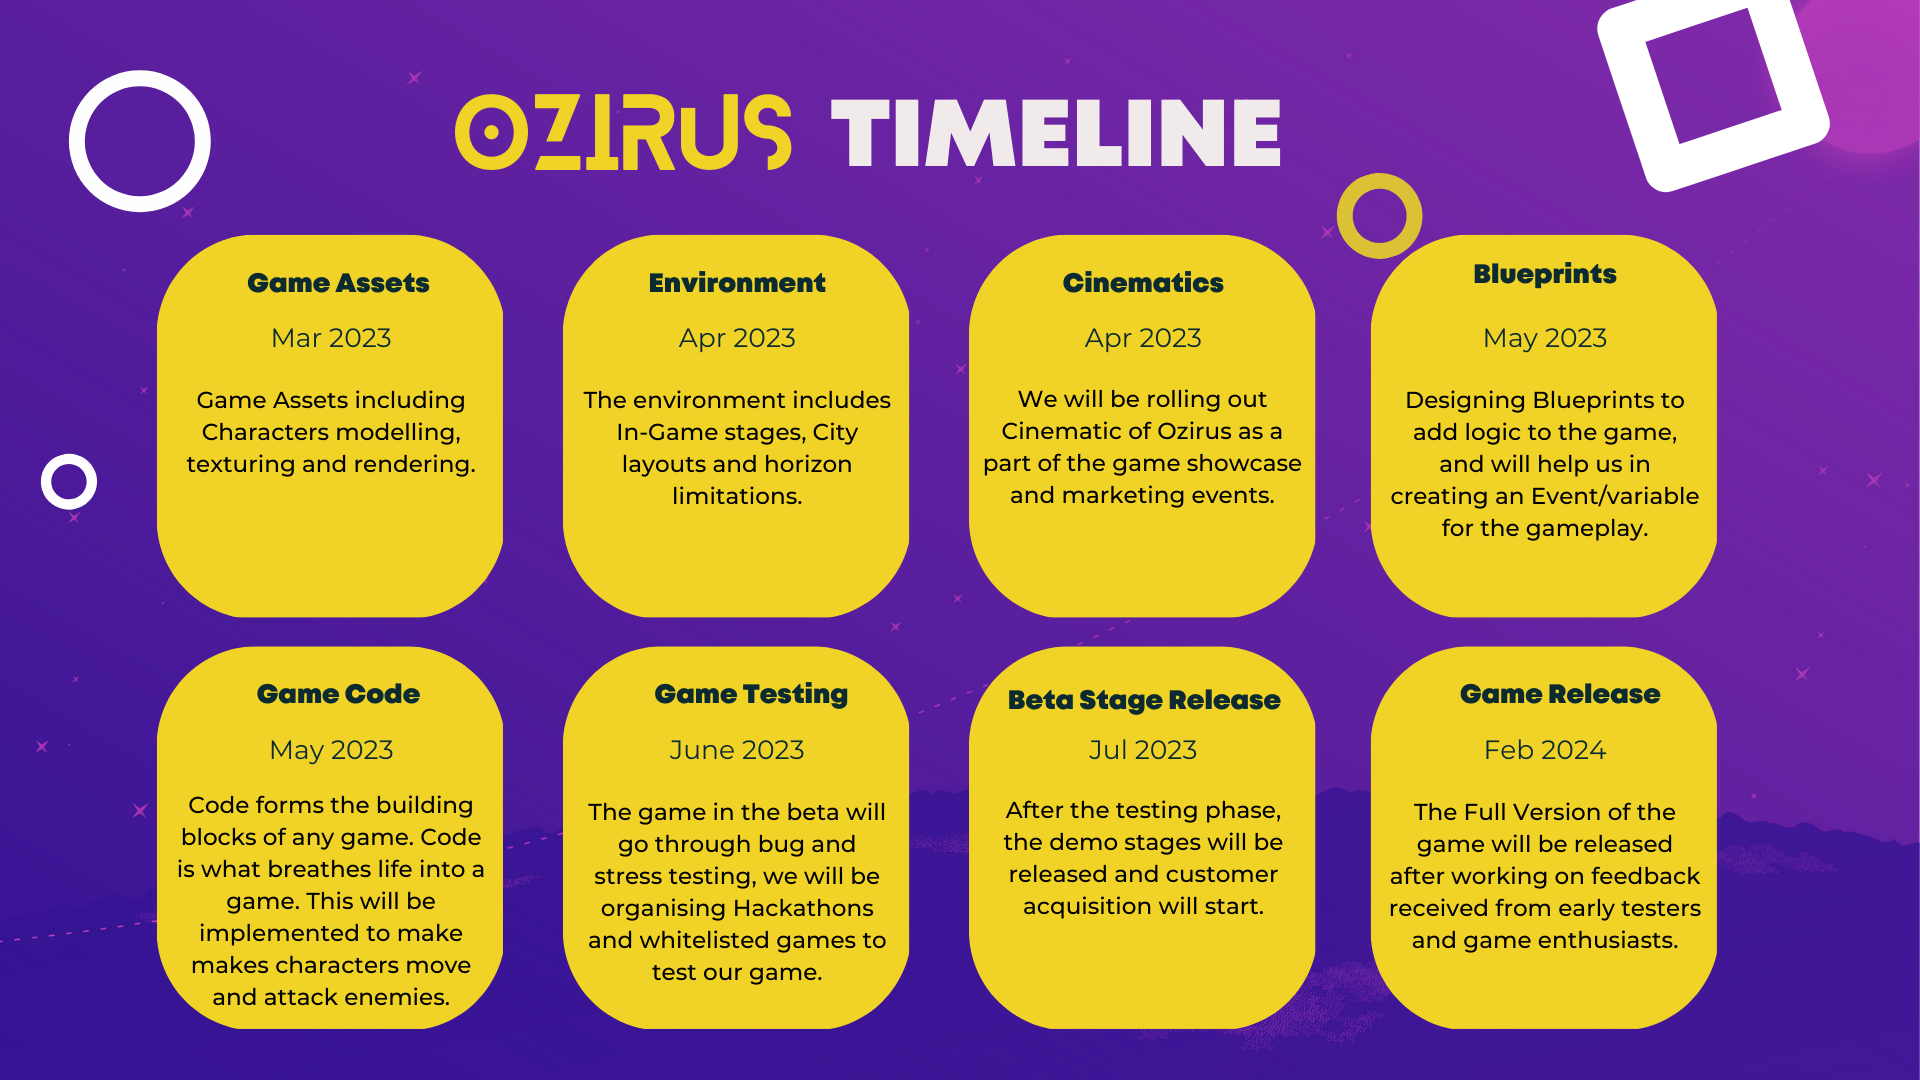 OZIRUS TIMELINE
Game Assets
Mar 2023
Game Assets including
Characters modelling,
texturing and rendering.
Environment
Apr 2023
The environment includes
In-Game stages, City
layouts and horizon
limitations.
Cinematics
Apr 2023
We will be rolling out
Cinematic of Ozirus as a
part of the game showcase
and marketing events.
Blueprints
May 2023
Designing Blueprints to
add logic to the game,
and will help us in
creating an Event/variable
for the gameplay.
Game Code
May 2023
Code forms the building
blocks of any game. Code
is what breathes life into a
game. This will be
implemented to make
makes characters move
and attack enemies.
Game Testing
June 2023
The game in the beta will
go through bug and
stress testing, we will be
organising Hackathons
and whitelisted games to
test our game.
Beta Stage Release
Jul 2023
After the testing phase,
the demo stages will be
released and customer
acquisition will start.
Game Release
Feb 2024
The Full Version of the
game will be released
after working on feedback
received from early testers
and game enthusiasts.